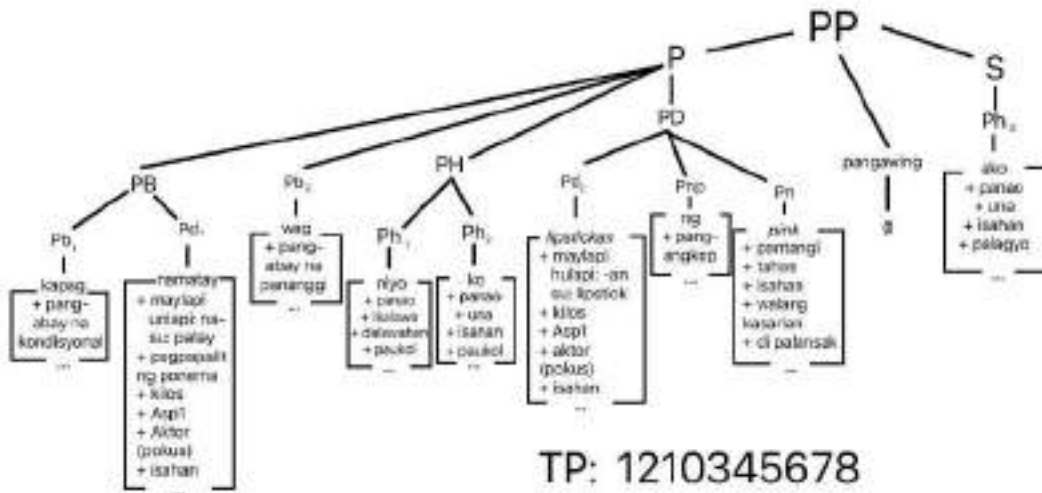 PP
P
S
PD
Ph₃
PB
Pb₂
PH
Pd₂
Pnp
Pn
pangawing
ø
Pb₁
Pd₁
Ph₁
Ph₂
kapag
+ pang-
abay na
kondisyonal
...
namatay
+ maylapi
unlapi: na-
su: patay
+ pagpapalit
ng ponema
+ kilos
+ Asp1
+ Aktor
(pokus)
+ isahan
...
wag
+ pang-
abay na
pananggi
...
niyo
+ panao
+ ikalawa
+ dalawahan
+ paukol
...
ko
+ panao
+ una
+ isahan
+ paukol
...
lipstickan
+ maylapi
hulapi: -an
su: lipstick
+ kilos
+ Asp1
+ aktor
(pokus)
+ isahan
...
ng
+ pang-
angkop
...
pink
+ pantangi
+ tahas
+ isahan
+ walang
kasarian
+ di palansak
...
ako
+ panao
+ una
+ isahan
+ palagyo
...
TP: 1210345678